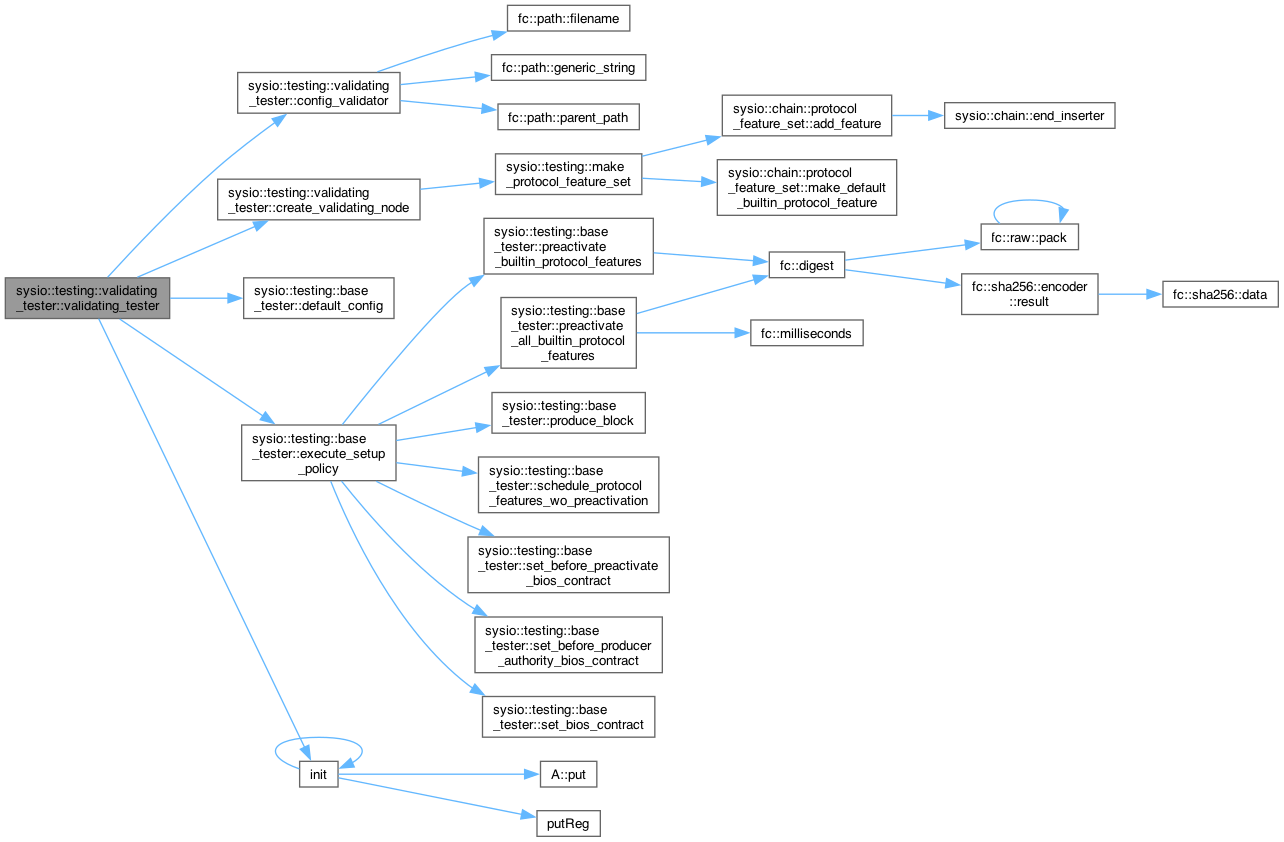 fc::path::filename
sysio::testing::validating
_tester::config_validator
fc::path::generic_string
fc::path::parent_path
sysio::chain::protocol
_feature_set::add_feature
sysio::chain::end_inserter
sysio::testing::make
_protocol_feature_set
sysio::chain::protocol
_feature_set::make_default
_builtin_protocol_feature
sysio::testing::validating
_tester::create_validating_node
sysio::testing::base
_tester::preactivate
_builtin_protocol_features
fc::raw::pack
fc::digest
sysio::testing::validating
_tester::validating_tester
sysio::testing::base
_tester::default_config
fc::sha256::encoder
::result
fc::sha256::data
sysio::testing::base
_tester::preactivate
_all_builtin_protocol
_features
fc::milliseconds
sysio::testing::base
_tester::produce_block
sysio::testing::base
_tester::execute_setup
_policy
sysio::testing::base
_tester::schedule_protocol
_features_wo_preactivation
sysio::testing::base
_tester::set_before_preactivate
_bios_contract
sysio::testing::base
_tester::set_before_producer
_authority_bios_contract
sysio::testing::base
_tester::set_bios_contract
init
A::put
putReg